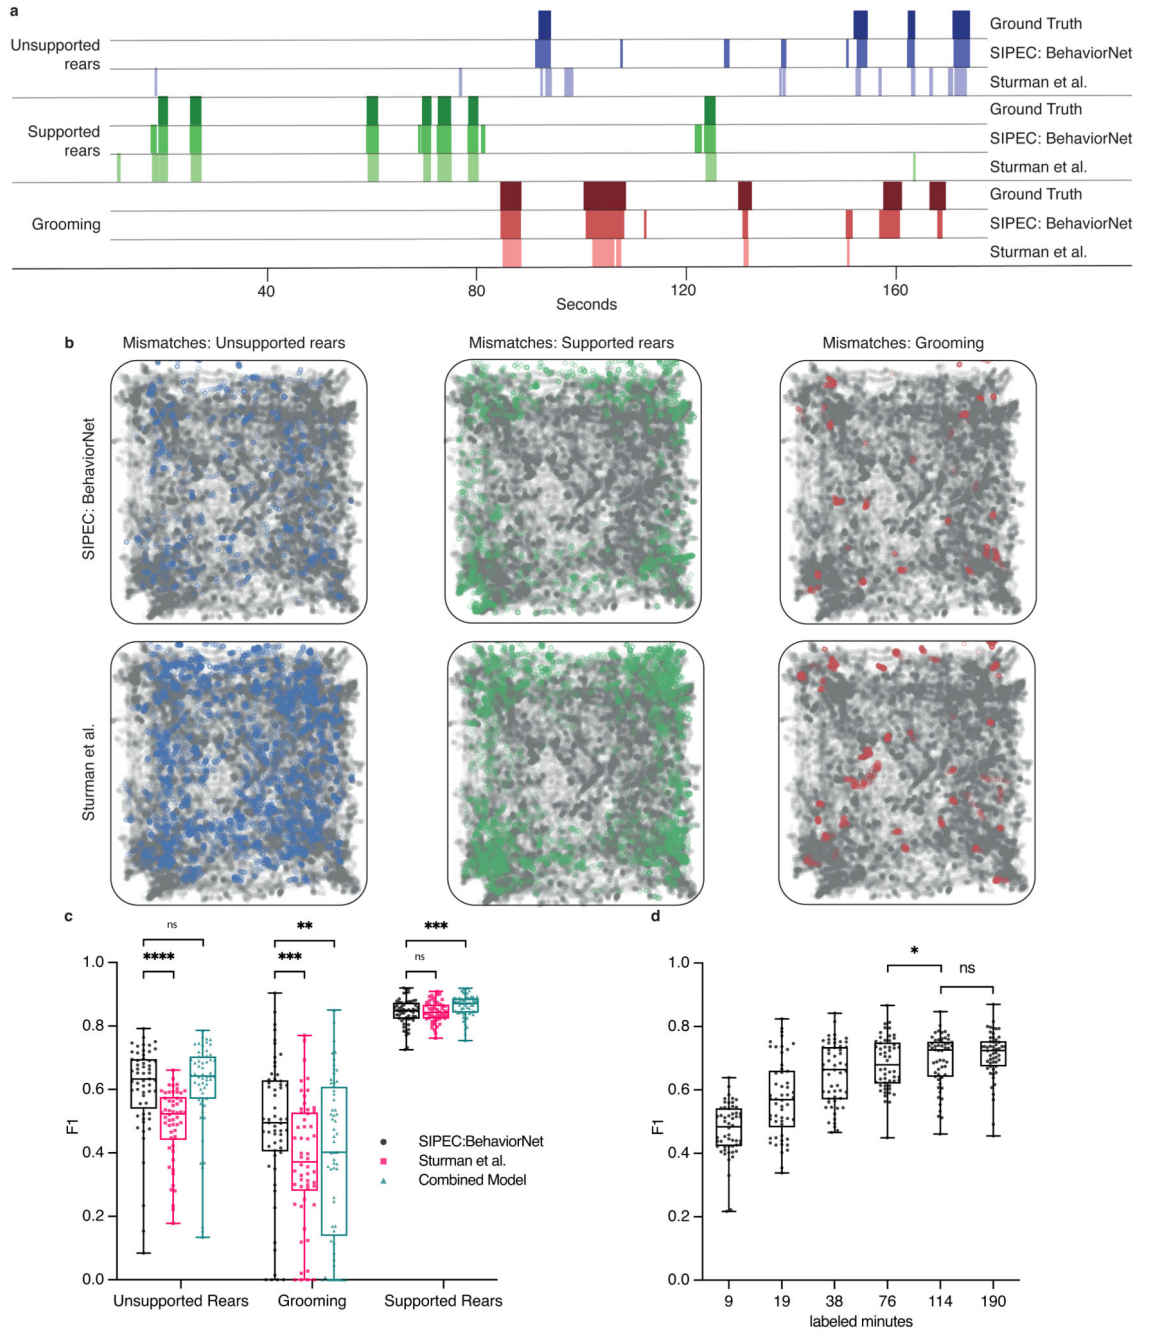 a
Unsupported
rears
Ground Truth
SIPEC: BehaviorNet
Sturman et al.
Supported
rears
Ground Truth
SIPEC: BehaviorNet
Sturman et al.
Grooming
Ground Truth
SIPEC: BehaviorNet
Sturman et al.
40 80 120 160
Seconds
b
Mismatches: Unsupported rears Mismatches: Supported rears Mismatches: Grooming
SIPEC: BehaviorNet
Sturman et al.
c
ns
****
**
***
***
ns
1.0
0.8
0.6
0.4
0.2
0.0
F1
SIPEC:BehaviorNet
Sturman et al.
Combined Model
Unsupported Rears Grooming Supported Rears
d
*
ns
1.0
0.8
0.6
0.4
0.2
0.0
F1
9 19 38 76 114 190
labeled minutes